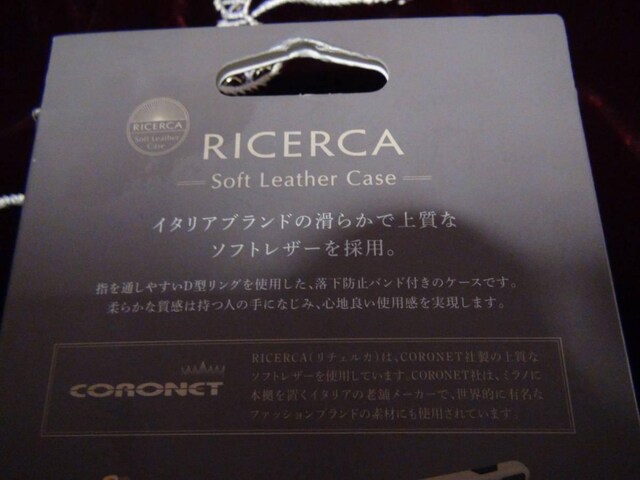 RICERCA
Soft Leather
Case
RICERCA
Soft Leather Case
イタリアブランドの滑らかで上質な
ソフトレザーを採用。
指を通しやすいD型リングを使用した、落下防止バンド付きのケースです。
柔らかな質感は持つ人の手になじみ、心地良い使用感を実現します。
CORONET
RICERCA(リチェルカ)は、CORONET社製の上質な
ソフトレザーを使用しています。CORONET社は、ミラノに
本拠を置くイタリアの老舗メーカーで、世界的に有名な
ファッションブランドの素材にも使用されています。